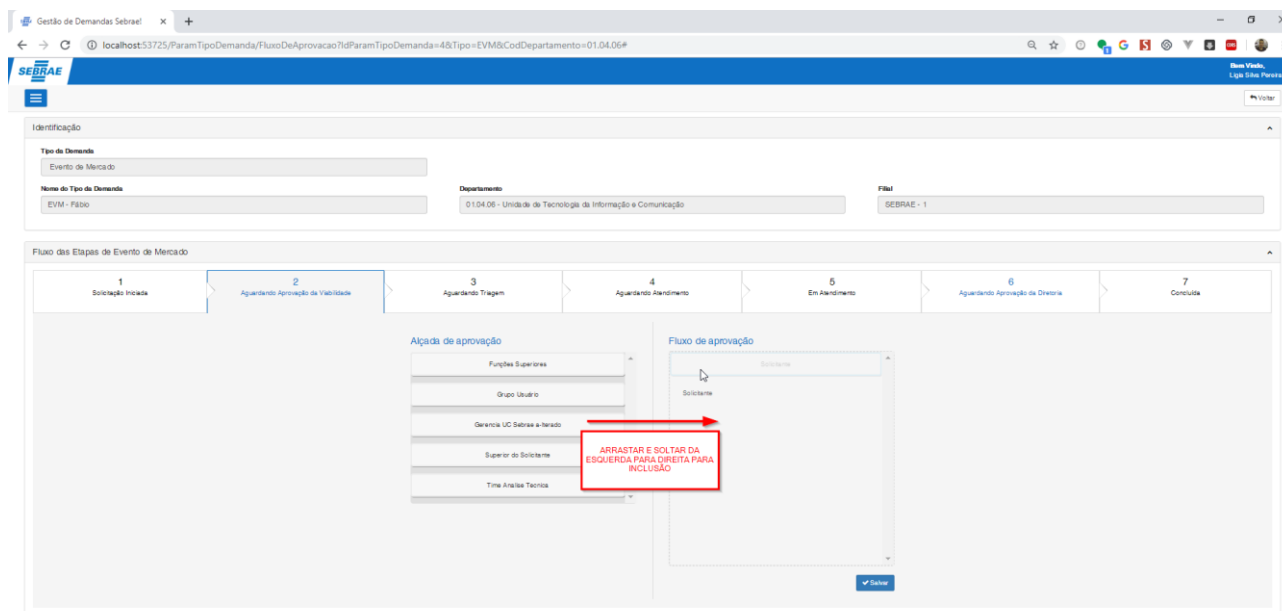 Gestão de Demandas Sebrae!
localhost:53725/ParamTipoDemanda/FluxoDeAprovacao?IdParamTipoDemanda=4&Tipo=EVM&CodDepartamento=01.04.06#
SEBRAE
Bem Vindo,
Ligia Silva Pereira
Voltar
Identificação
Tipo da Demanda
Evento de Mercado
Nome do Tipo da Demanda
Departamento
Filial
EVM - Fábio
01.04.06 - Unidade de Tecnologia da Informação e Comunicação
SEBRAE - 1
Fluxo das Etapas de Evento de Mercado
1
Solicitação Iniciada
2
Aguardando Aprovação da Viabilidade
3
Aguardando Triagem
4
Aguardando Atendimento
5
Em Atendimento
6
Aguardando Aprovação da Diretoria
7
Concluída
Alçada de aprovação
Funções Superiores
Grupo Usuário
Gerencia UC Sebrae a-lterado
Superior do Solicitante
Time Analise Tecnica
Fluxo de aprovação
Solicitante
Solicitante
ARRASTAR E SOLTAR DA
ESQUERDA PARA DIREITA PARA
INCLUSÃO
Salvar